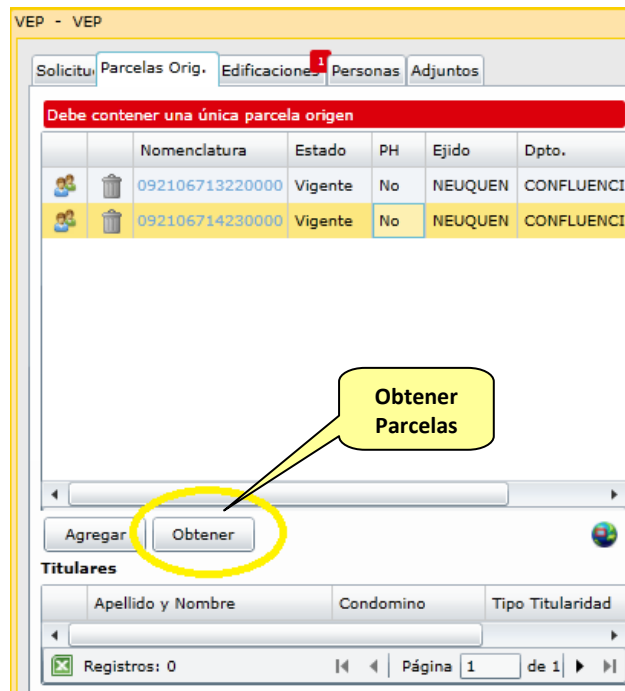 VEP - VEP
Solicitu Parcelas Orig. Edificaciones 1 Personas Adjuntos
Debe contener una única parcela origen
Nomenclatura Estado PH Ejido Dpto.
092106713220000 Vigente No NEUQUEN CONFLUENCI
092106714230000 Vigente No NEUQUEN CONFLUENCI
Obtener
Parcelas
Agregar Obtener
Titulares
Apellido y Nombre Condomino Tipo Titularidad
Registros: 0 Página 1 de 1